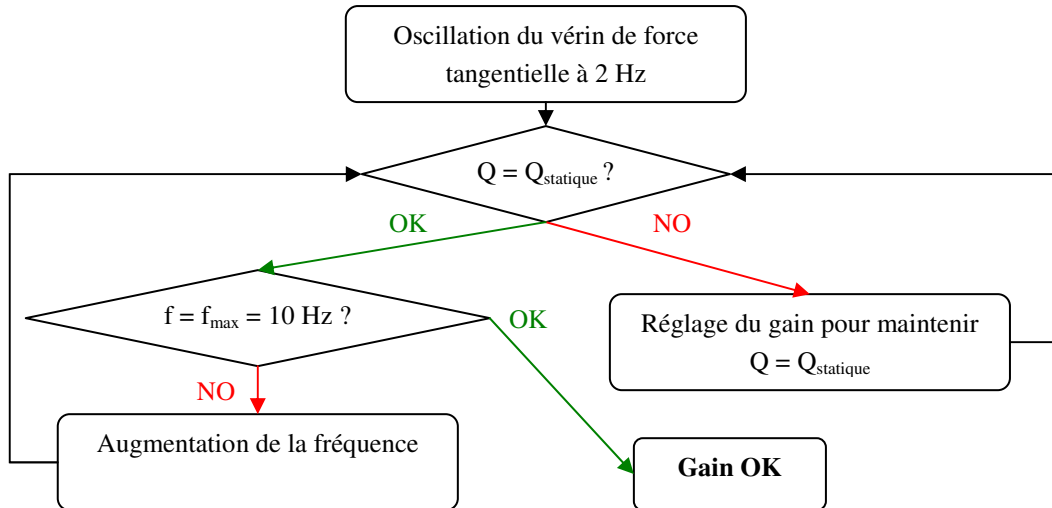 Oscillation du vérin de force
tangentielle à 2 Hz
Q = Qstatique ?
OK
NO
f = fmax = 10 Hz ?
OK
Réglage du gain pour maintenir
Q = Qstatique
NO
Augmentation de la fréquence
Gain OK